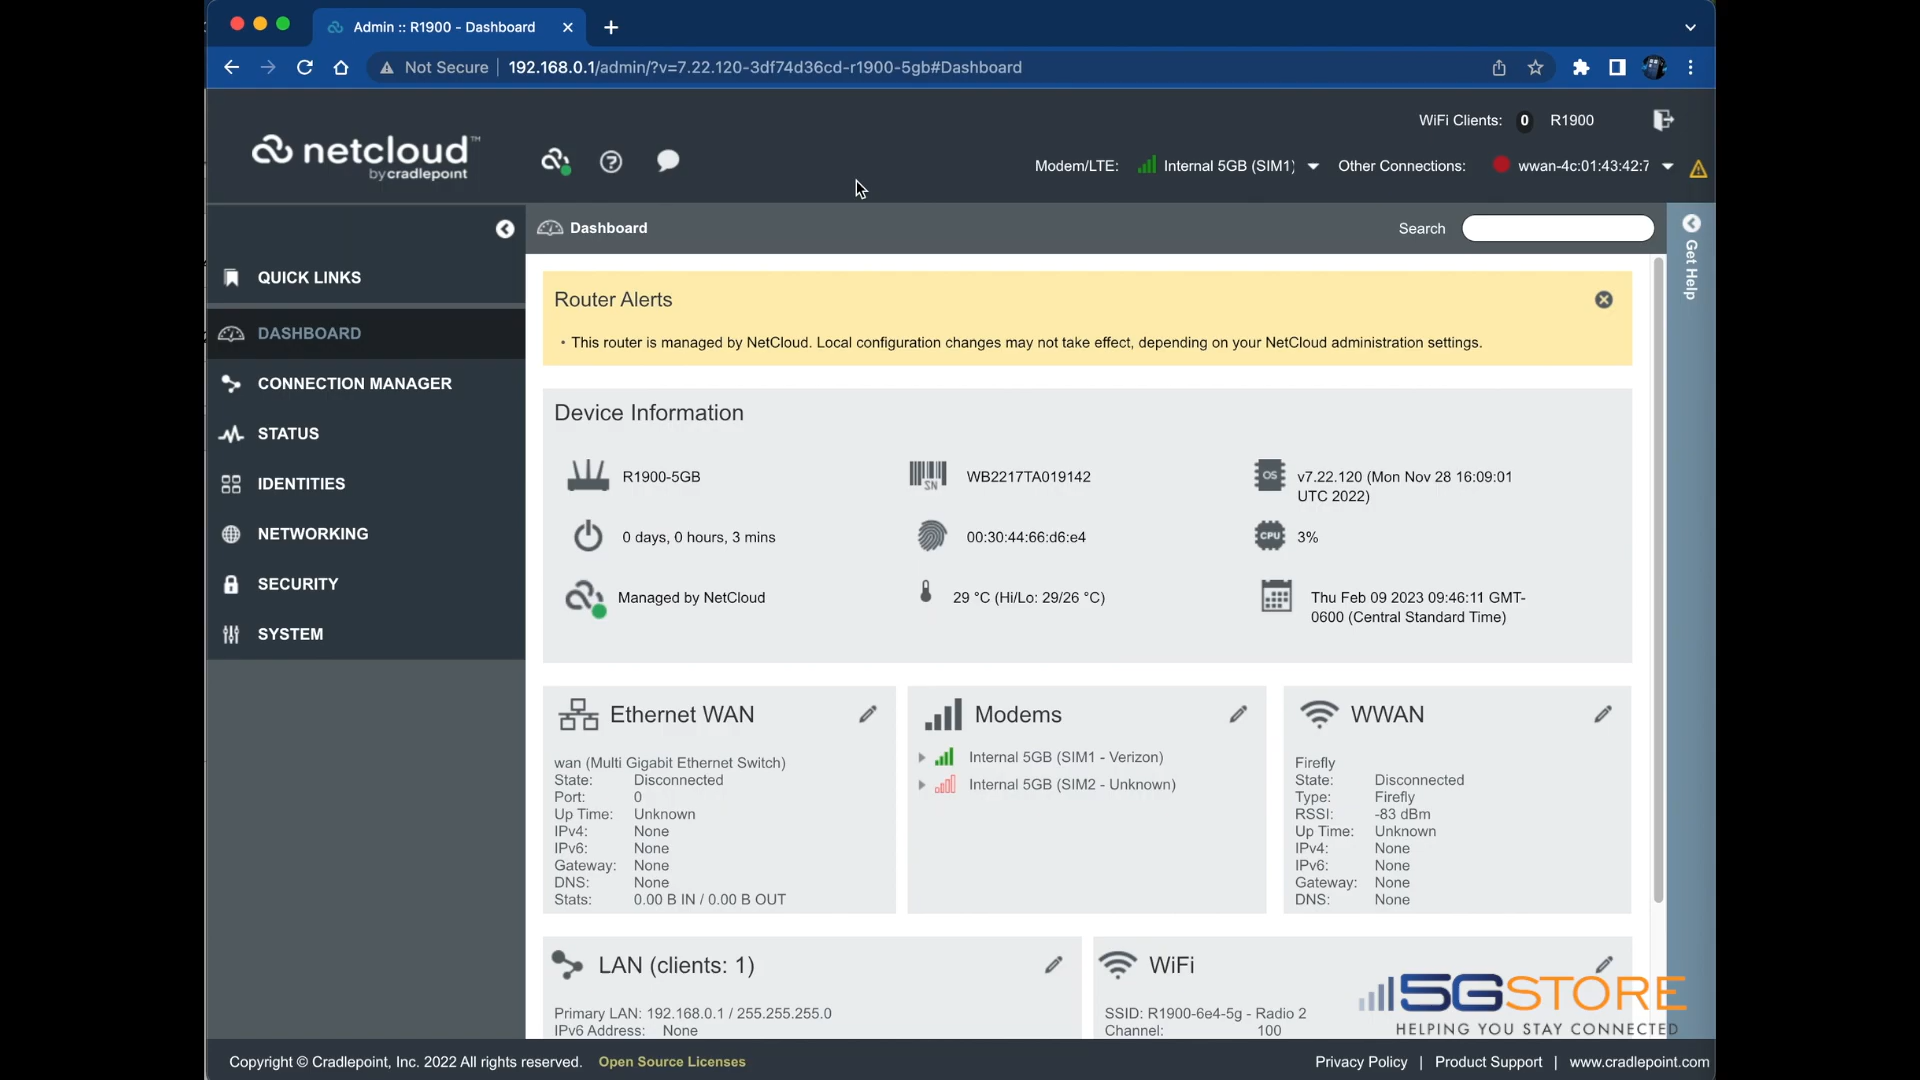 Admin :: R1900 - Dashboard
Not Secure
192.168.0.1/admin/?v=7.22.120-3df74d36cd-r1900-5gb#Dashboard
WiFi Clients: 0 R1900
netcloud™
by cradlepoint
Modem/LTE: Internal 5GB (SIM1)
Other Connections: wwan-4c:01:43:42:7
Dashboard
Search
Get Help
QUICK LINKS
DASHBOARD
CONNECTION MANAGER
STATUS
IDENTITIES
NETWORKING
SECURITY
SYSTEM
Router Alerts
• This router is managed by NetCloud. Local configuration changes may not take effect, depending on your NetCloud administration settings.
Device Information
R1900-5GB
SN
WB2217TA019142
OS
v7.22.120 (Mon Nov 28 16:09:01
UTC 2022)
0 days, 0 hours, 3 mins
00:30:44:66:d6:e4
CPU
3%
Managed by NetCloud
29 °C (Hi/Lo: 29/26 °C)
Thu Feb 09 2023 09:46:11 GMT-
0600 (Central Standard Time)
Ethernet WAN
wan (Multi Gigabit Ethernet Switch)
State: Disconnected
Port: 0
Up Time: Unknown
IPv4: None
IPv6: None
Gateway: None
DNS: None
Stats: 0.00 B IN / 0.00 B OUT
Modems
Internal 5GB (SIM1 - Verizon)
Internal 5GB (SIM2 - Unknown)
WWAN
Firefly
State: Disconnected
Type: Firefly
RSSI: -83 dBm
Up Time: Unknown
IPv4: None
IPv6: None
Gateway: None
DNS: None
LAN (clients: 1)
Primary LAN: 192.168.0.1 / 255.255.255.0
IPv6 Address: None
WiFi
SSID: R1900-6e4-5g - Radio 2
Channel: 100
5GSTORE
HELPING YOU STAY CONNECTED
Copyright © Cradlepoint, Inc. 2022 All rights reserved. Open Source Licenses
Privacy Policy | Product Support | www.cradlepoint.com